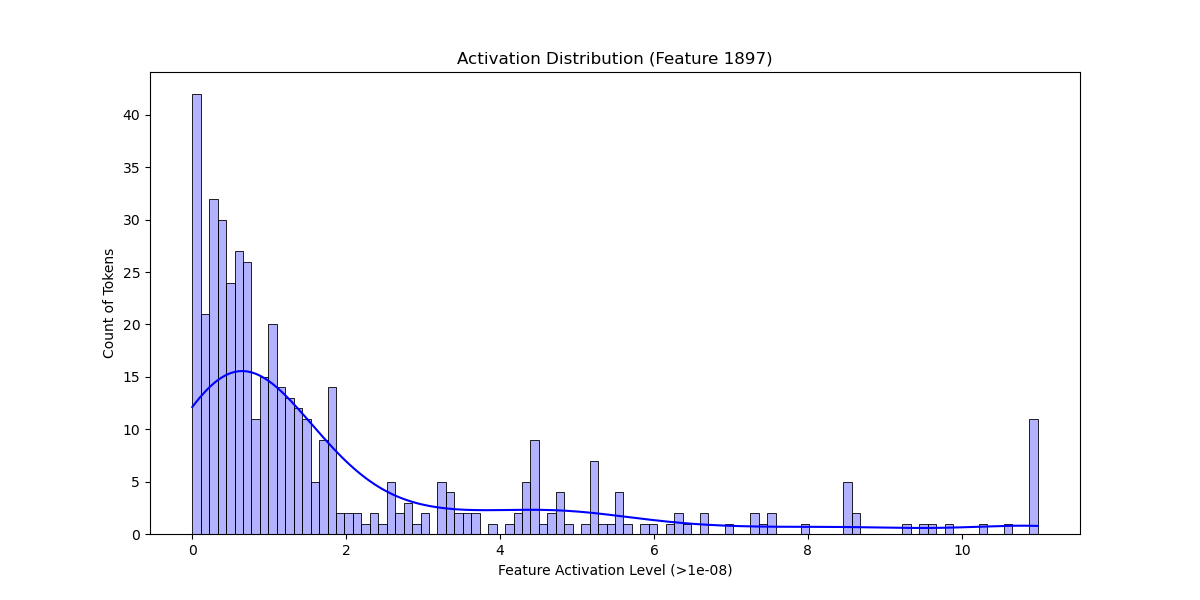 Activation Distribution (Feature 1897)
Count of Tokens
40
35
30
25
20
15
10
5
0
0 2 4 6 8 10
Feature Activation Level (>1e-08)